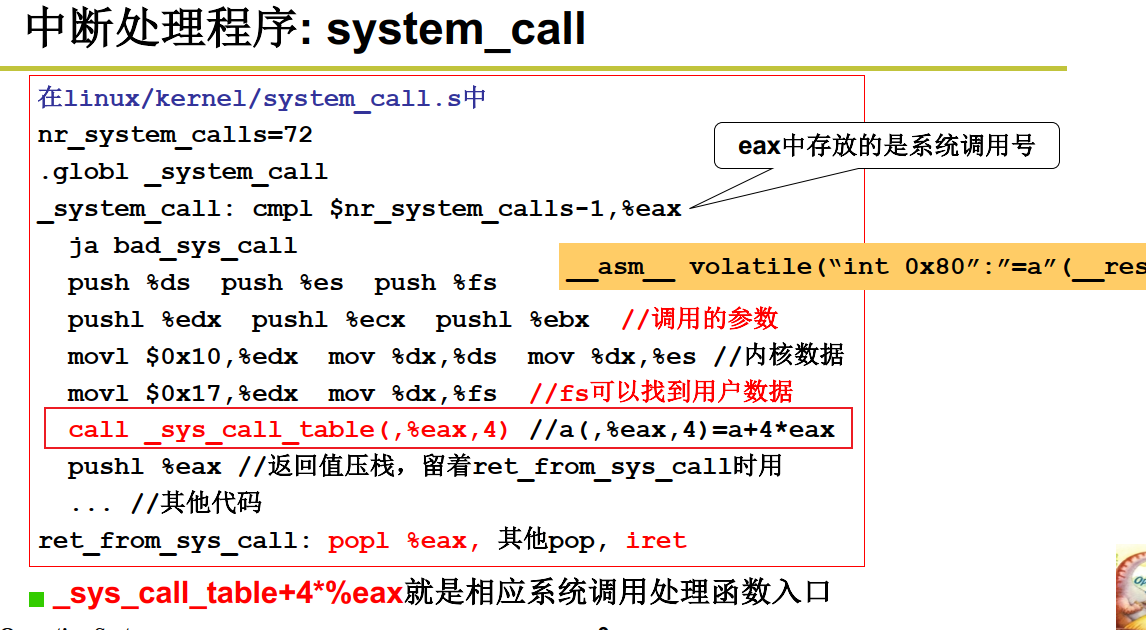 中断处理程序: system_call
在linux/kernel/system_call.s中
nr_system_calls=72
.globl _system_call
_system_call: cmpl $nr_system_calls-1,%eax
eax中存放的是系统调用号
ja bad_sys_call
__asm__ volatile(“int 0x80”:”=a”(__res
push %ds push %es push %fs
pushl %edx pushl %ecx pushl %ebx //调用的参数
movl $0x10,%edx mov %dx,%ds mov %dx,%es //内核数据
movl $0x17,%edx mov %dx,%fs //fs可以找到用户数据
call _sys_call_table(,%eax,4) //a(,%eax,4)=a+4*eax
pushl %eax //返回值压栈，留着ret_from_sys_call时用
... //其他代码
ret_from_sys_call: popl %eax, 其他pop, iret
_sys_call_table+4*%eax就是相应系统调用处理函数入口